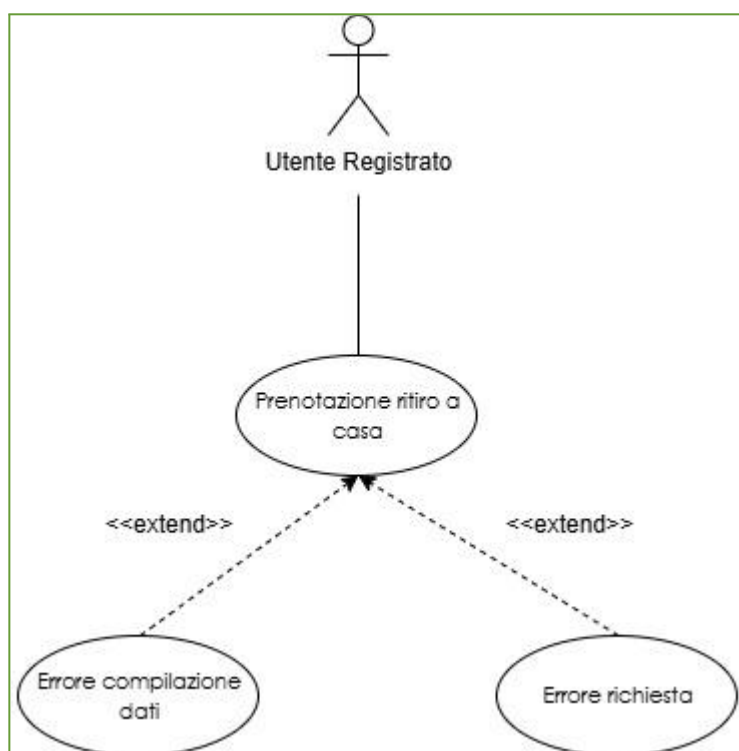 Utente Registrato
Prenotazione ritiro a
casa
<<extend>>
<<extend>>
Errore compilazione
dati
Errore richiesta